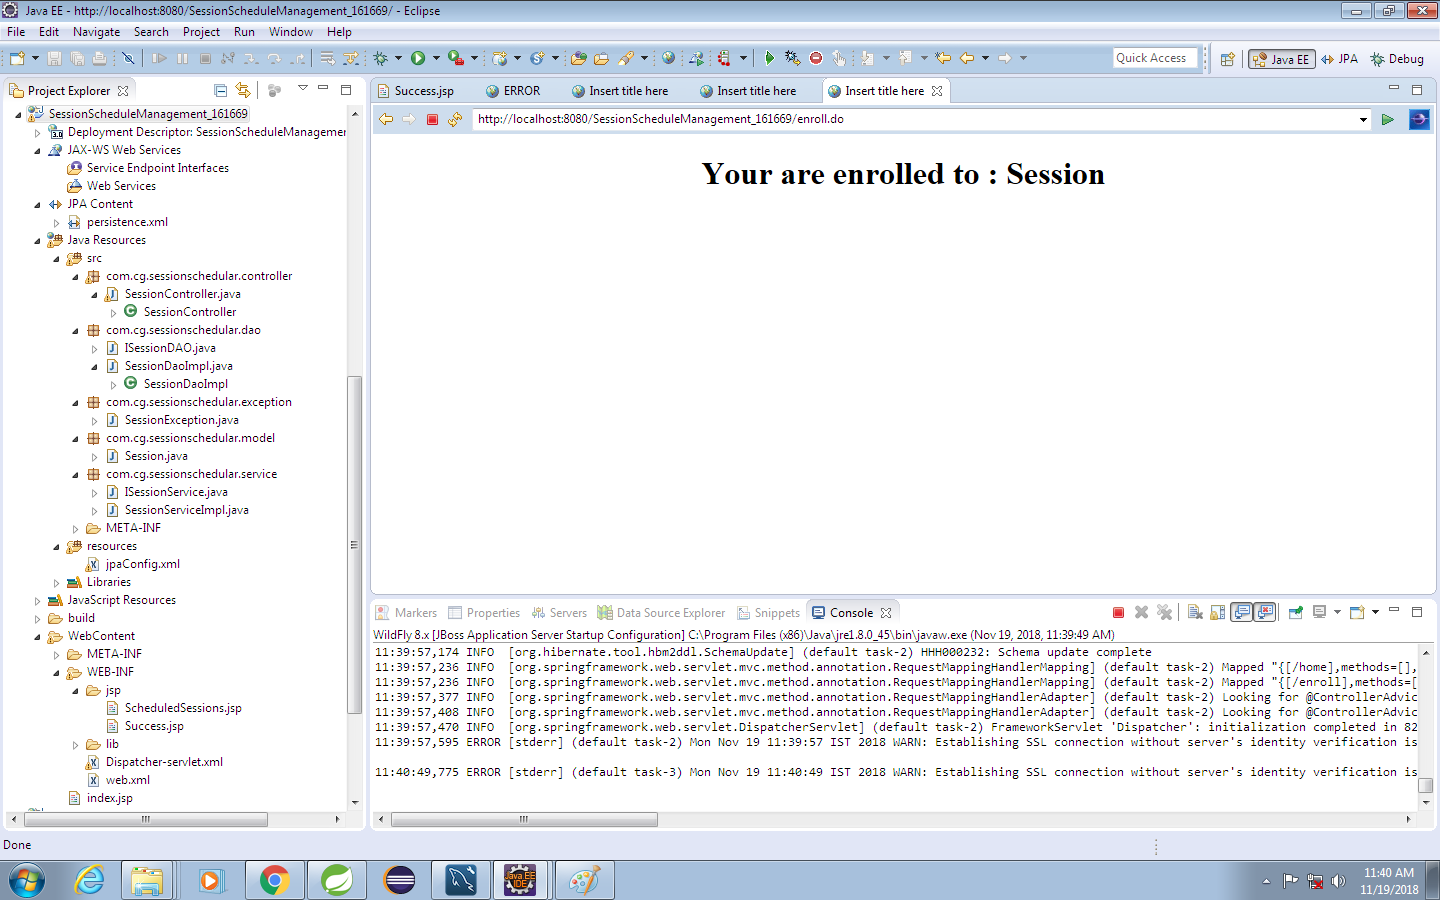 Java EE - http://localhost:8080/SessionScheduleManagement_161669/ - Eclipse
File Edit Navigate Search Project Run Window Help
Quick Access
Java EE
JPA
Debug
Project Explorer
SessionScheduleManagement_161669
Deployment Descriptor: SessionScheduleManagemer
JAX-WS Web Services
Service Endpoint Interfaces
Web Services
JPA Content
persistence.xml
Java Resources
src
com.cg.sessionschedular.controller
SessionController.java
SessionController
com.cg.sessionschedular.dao
ISessionDAO.java
SessionDaoImpl.java
SessionDaoImpl
com.cg.sessionschedular.exception
SessionException.java
com.cg.sessionschedular.model
Session.java
com.cg.sessionschedular.service
ISessionService.java
SessionServiceImpl.java
META-INF
resources
jpaConfig.xml
Libraries
JavaScript Resources
build
WebContent
META-INF
WEB-INF
jsp
ScheduledSessions.jsp
Success.jsp
lib
Dispatcher-servlet.xml
web.xml
index.jsp
Success.jsp ERROR Insert title here Insert title here Insert title here
http://localhost:8080/SessionScheduleManagement_161669/enroll.do
Your are enrolled to : Session
Markers Properties Servers Data Source Explorer Snippets Console
WildFly 8.x [JBoss Application Server Startup Configuration] C:\Program Files (x86)\Java\jre1.8.0_45\bin\javaw.exe (Nov 19, 2018, 11:39:49 AM)
11:39:57,174 INFO [org.hibernate.tool.hbm2ddl.SchemaUpdate] (default task-2) HHH000232: Schema update complete
11:39:57,236 INFO [org.springframework.web.servlet.mvc.method.annotation.RequestMappingHandlerMapping] (default task-2) Mapped "{[/home],methods=[],
11:39:57,236 INFO [org.springframework.web.servlet.mvc.method.annotation.RequestMappingHandlerMapping] (default task-2) Mapped "{[/enroll],methods=[
11:39:57,377 INFO [org.springframework.web.servlet.mvc.method.annotation.RequestMappingHandlerAdapter] (default task-2) Looking for @ControllerAdvic
11:39:57,408 INFO [org.springframework.web.servlet.mvc.method.annotation.RequestMappingHandlerAdapter] (default task-2) Looking for @ControllerAdvic
11:39:57,470 INFO [org.springframework.web.servlet.DispatcherServlet] (default task-2) FrameworkServlet 'Dispatcher': initialization completed in 82
11:39:57,595 ERROR [stderr] (default task-2) Mon Nov 19 11:39:57 IST 2018 WARN: Establishing SSL connection without server's identity verification is
11:40:49,775 ERROR [stderr] (default task-3) Mon Nov 19 11:40:49 IST 2018 WARN: Establishing SSL connection without server's identity verification is
Done
Java EE
IDE
11:40 AM
11/19/2018